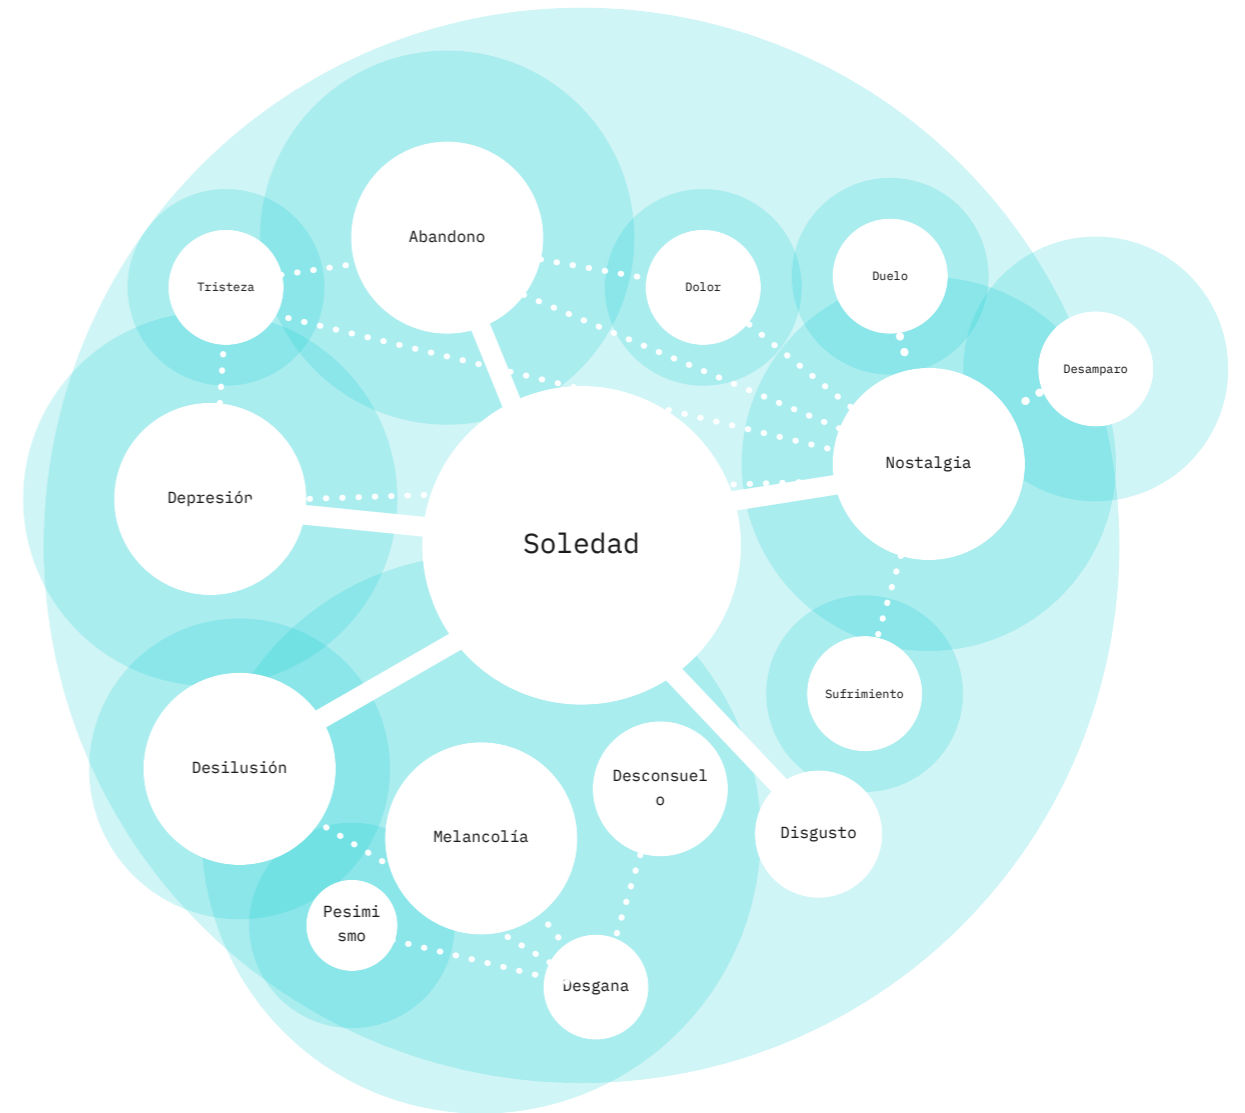 Abandono
Tristeza
Dolor
Duelo
Desamparo
Nostalgia
Depresión
Soledad
Sufrimiento
Desilusión
Desconsuel
o
Melancolía
Disgusto
Pesimi
smo
Desgana